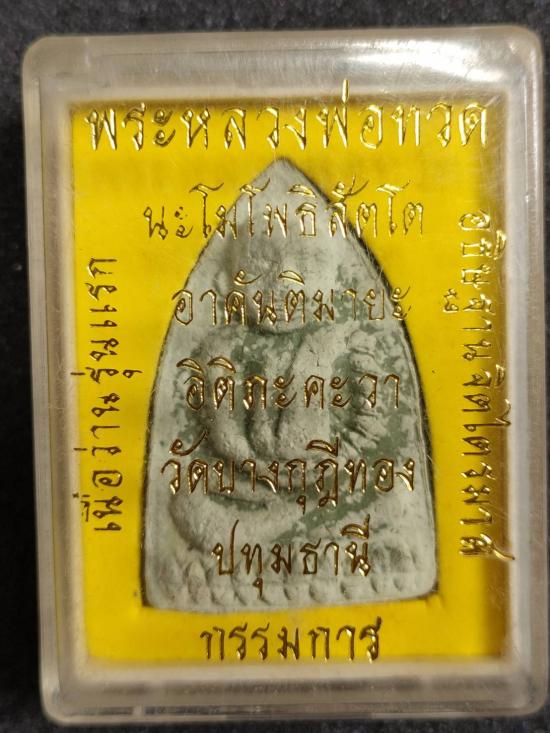 พระหลวงพ่อทวด
นะโมโพธิสัตโต
อาคันติมายะ
อิติภะคะวา
วัดบางกุฎีทอง
ปทุมธานี
กรรมการ
เนื้อว่านรุ่นแรก
อธิษฐานจิตไตรมาส